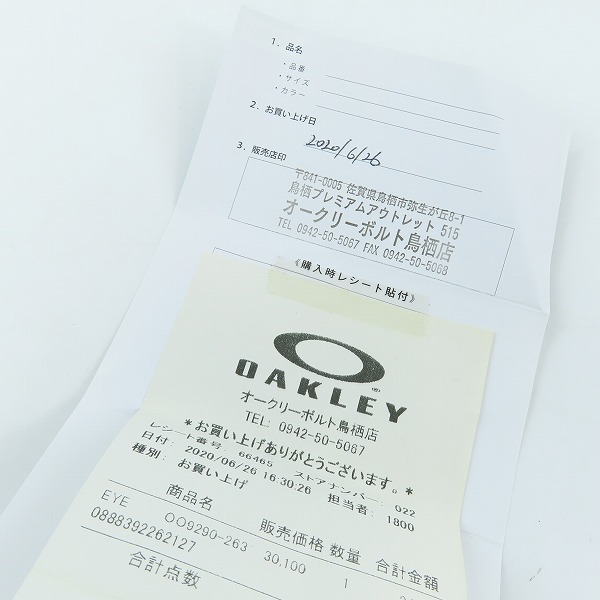 1. 品名
・品番
・サイズ
・カラー
2. お買い上げ日
2020/6/26
3. 販売店印
〒841-0005 佐賀県鳥栖市弥生が丘8-1
鳥栖プレミアムアウトレット 515
オークリーボルト鳥栖店
TEL 0942-50-5067 FAX 0942-50-5068
《購入時レシート貼付》
OAKLEY
オークリーボルト鳥栖店
TEL: 0942-50-5067
*お買い上げありがとうございます。*
レシート番号: 66465 ストアナンバー: 022
日付: 2020/06/26 16:30:26 担当者: 1800
種別: お買い上げ
商品名 販売価格 数量 合計金額
EYE OO9290-263 30,100 1
0888392262127
合計点数